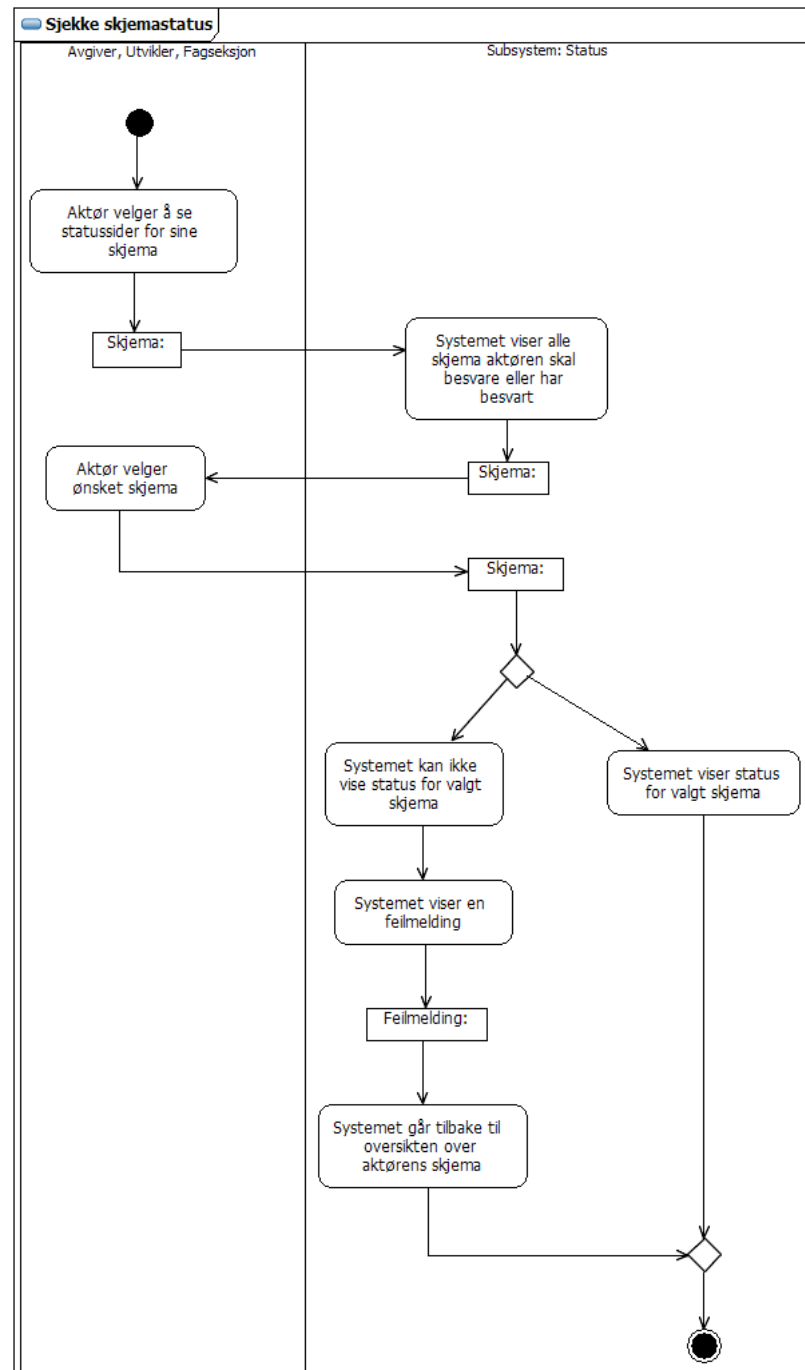 Sjekke skjemastatus
Avgiver, Utvikler, Fagseksjon
Subsystem: Status
Aktør velger å se
statussider for sine
skjema
Skjema:
Systemet viser alle
skjema aktøren skal
besvare eller har
besvart
Aktør velger
ønsket skjema
Skjema:
Skjema:
Systemet kan ikke
vise status for valgt
skjema
Systemet viser status
for valgt skjema
Systemet viser en
feilmelding
Feilmelding:
Systemet går tilbake til
oversikten over
aktørens skjema